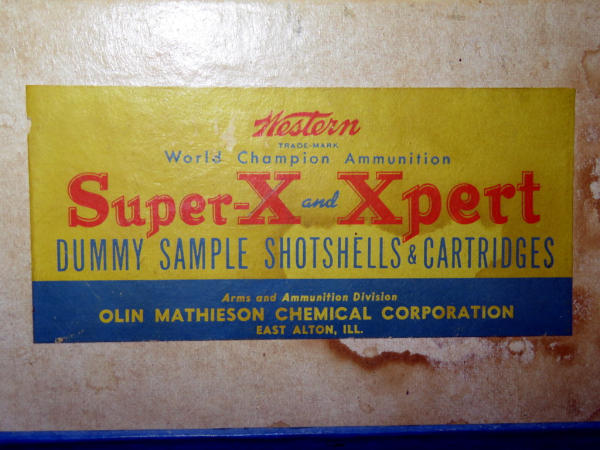 Western
TRADE-MARK
World Champion Ammunition
Super-X and Xpert
DUMMY SAMPLE SHOTSHELLS & CARTRIDGES
Arms and Ammunition Division
OLIN MATHIESON CHEMICAL CORPORATION
EAST ALTON, ILL.